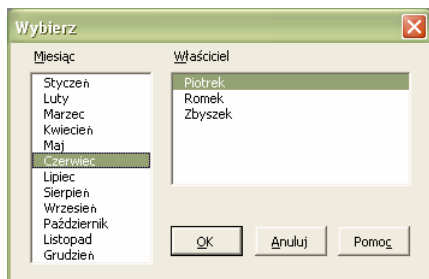 Wybierz
Miesiąc
Właściciel
Styczeń
Luty
Marzec
Kwiecień
Maj
Czerwiec
Lipiec
Sierpień
Wrzesień
Październik
Listopad
Grudzień
Piotrek
Romek
Zbyszek
OK
Anuluj
Pomoc